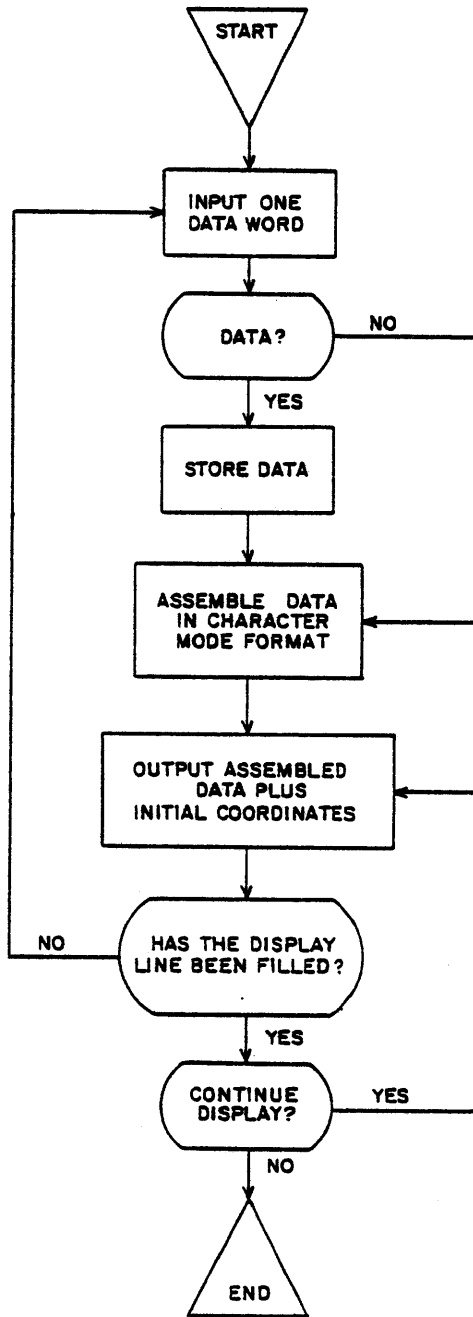 START
INPUT ONE
DATA WORD
DATA?
NO
YES
STORE DATA
ASSEMBLE DATA
IN CHARACTER
MODE FORMAT
OUTPUT ASSEMBLED
DATA PLUS
INITIAL COORDINATES
NO
HAS THE DISPLAY
LINE BEEN FILLED?
YES
CONTINUE
DISPLAY?
YES
NO
END